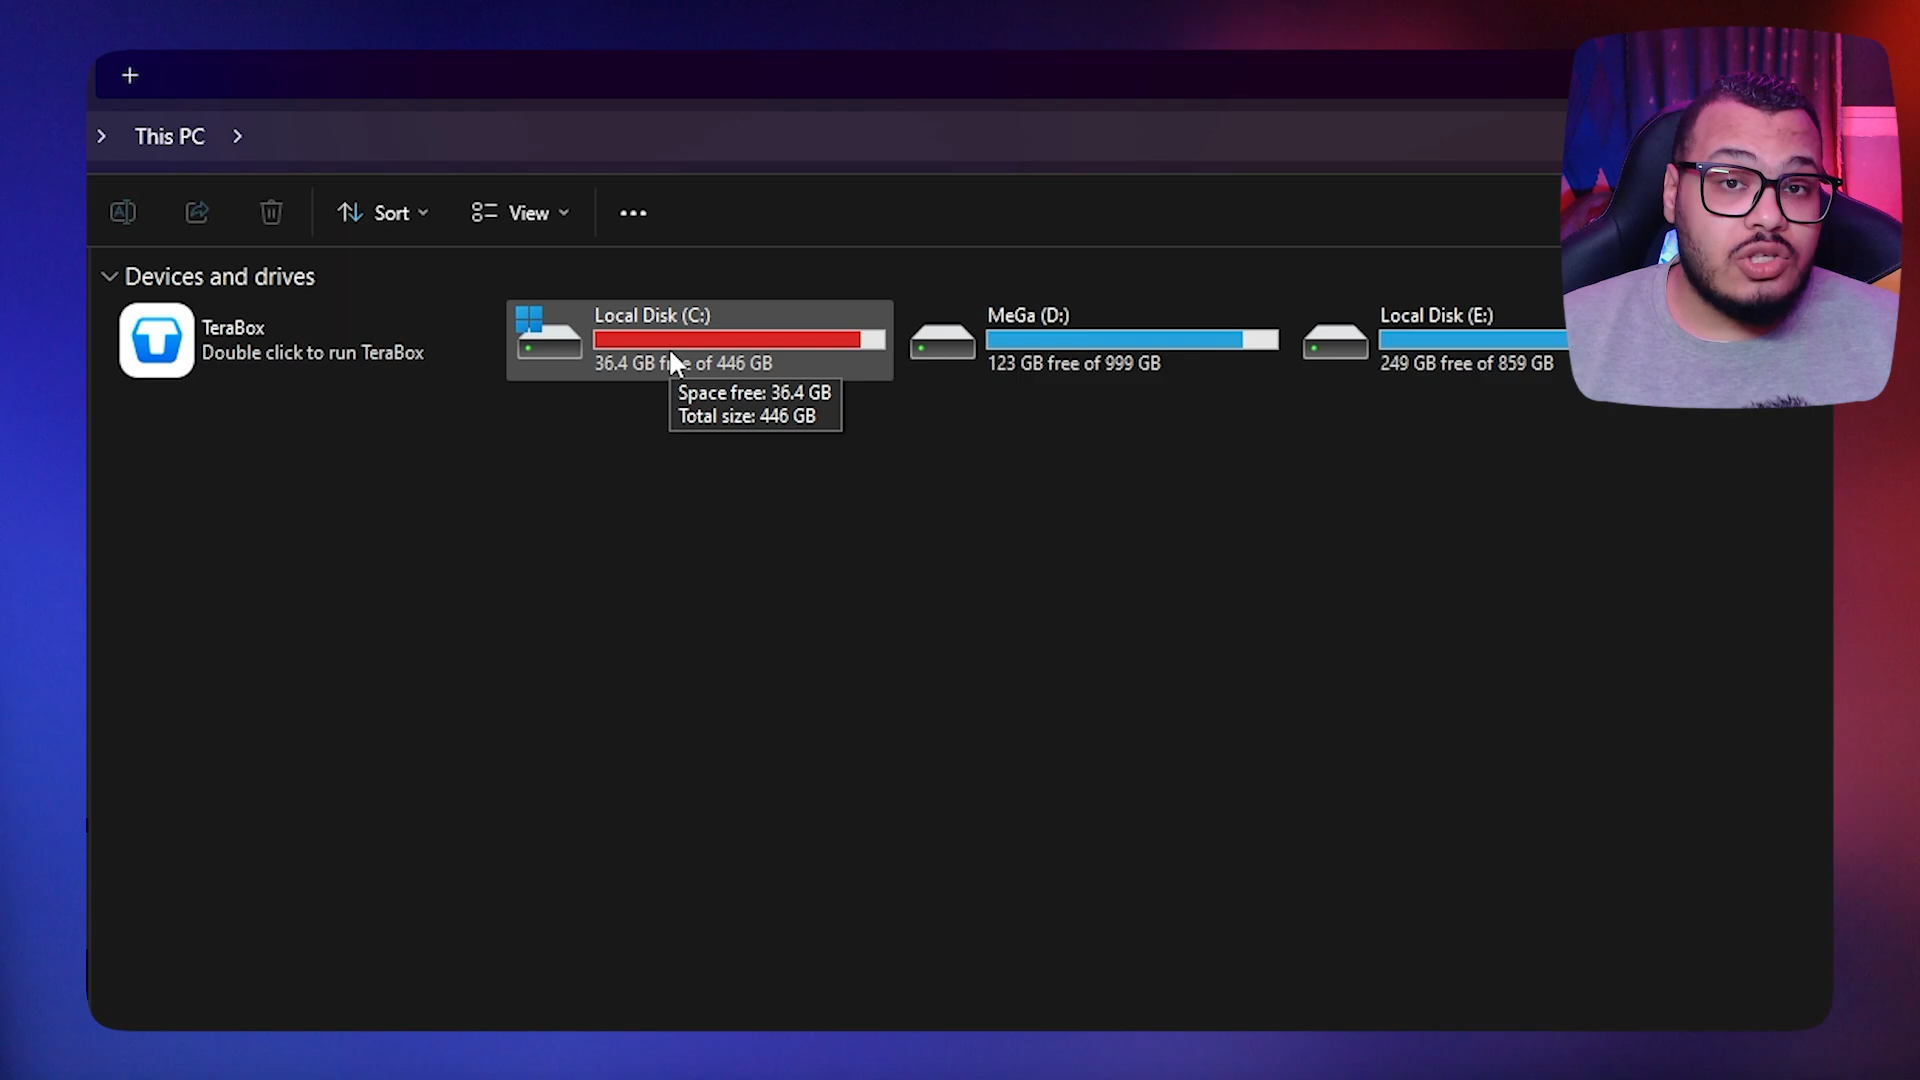 This PC
Sort
View
Devices and drives
TeraBox
Double click to run TeraBox
Local Disk (C:)
36.4 GB free of 446 GB
Space free: 36.4 GB
Total size: 446 GB
MeGa (D:)
123 GB free of 999 GB
Local Disk (E:)
249 GB free of 859 GB